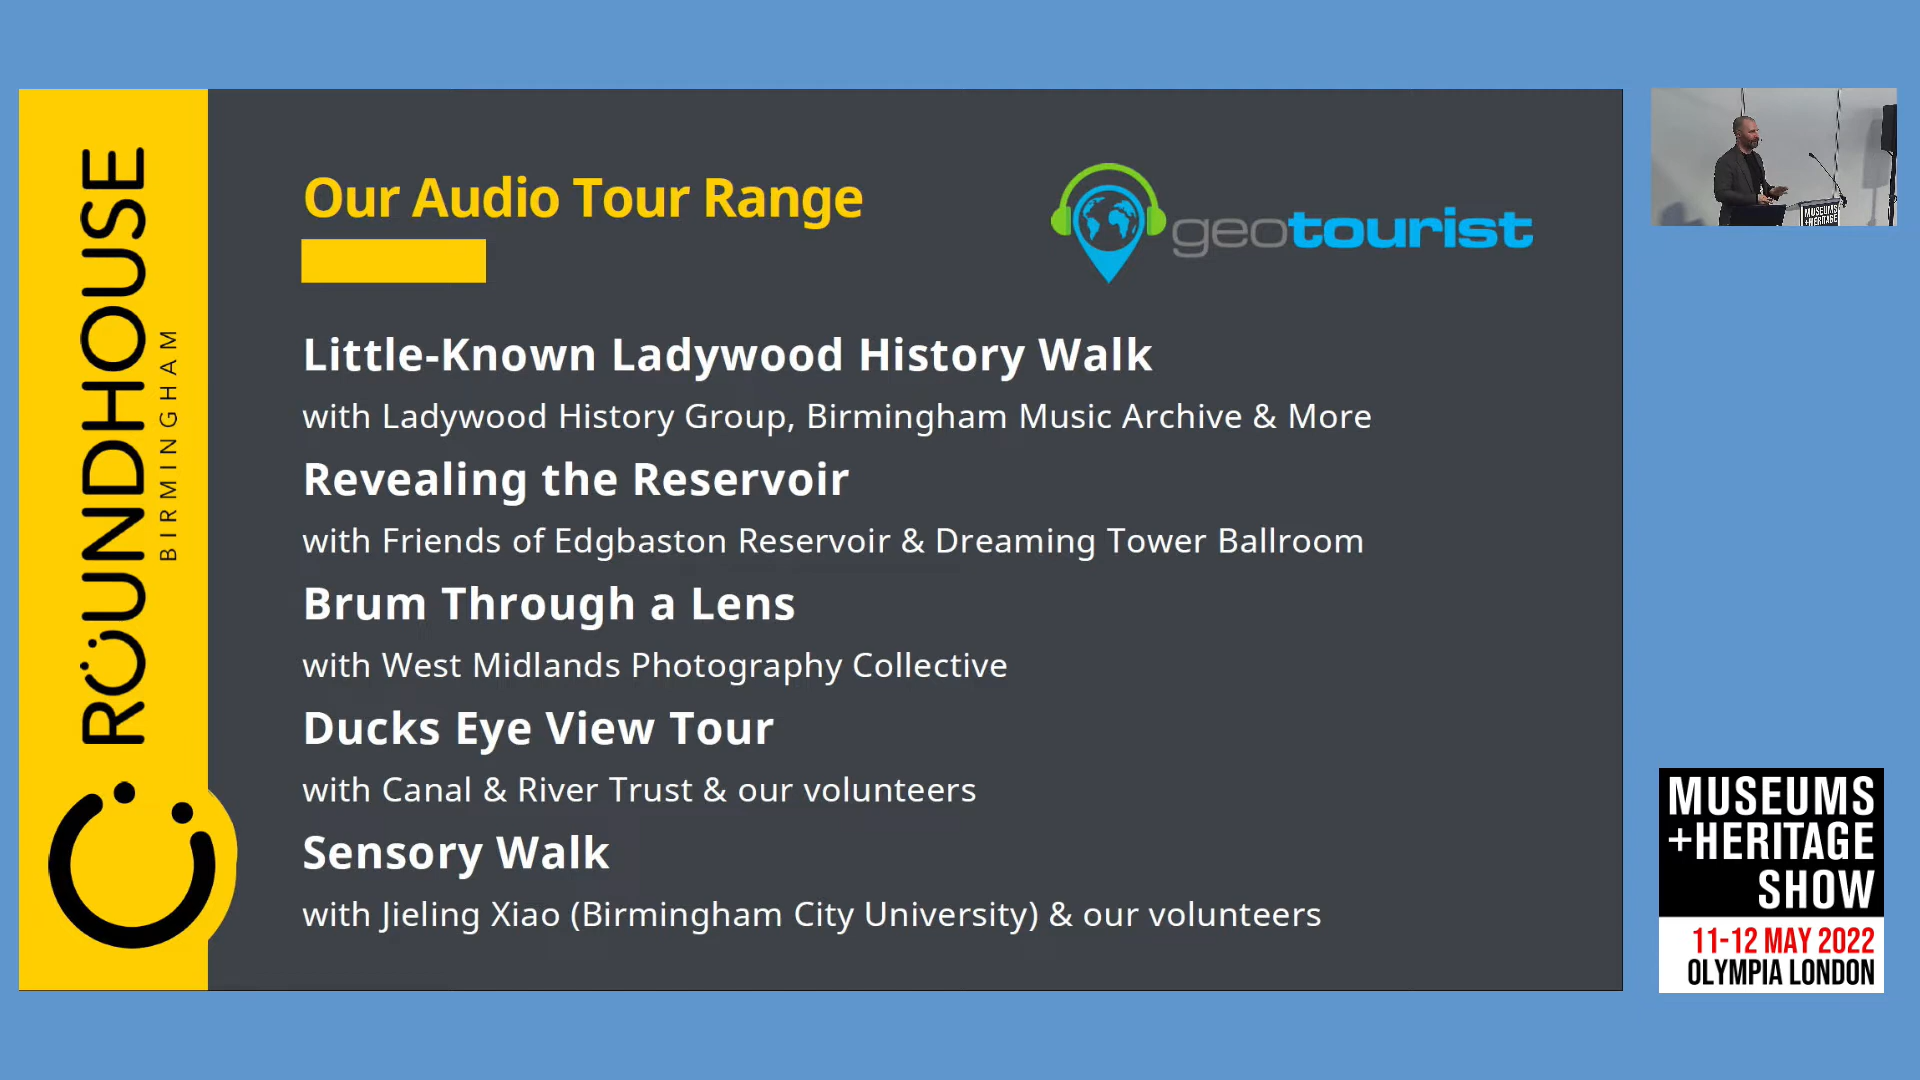 ROUNDHOUSE
BIRMINGHAM
Our Audio Tour Range
geotourist
Little-Known Ladywood History Walk
with Ladywood History Group, Birmingham Music Archive & More
Revealing the Reservoir
with Friends of Edgbaston Reservoir & Dreaming Tower Ballroom
Brum Through a Lens
with West Midlands Photography Collective
Ducks Eye View Tour
with Canal & River Trust & our volunteers
Sensory Walk
with Jieling Xiao (Birmingham City University) & our volunteers
MUSEUMS
+HERITAGE
MUSEUMS
+HERITAGE
SHOW
11-12 MAY 2022
OLYMPIA LONDON